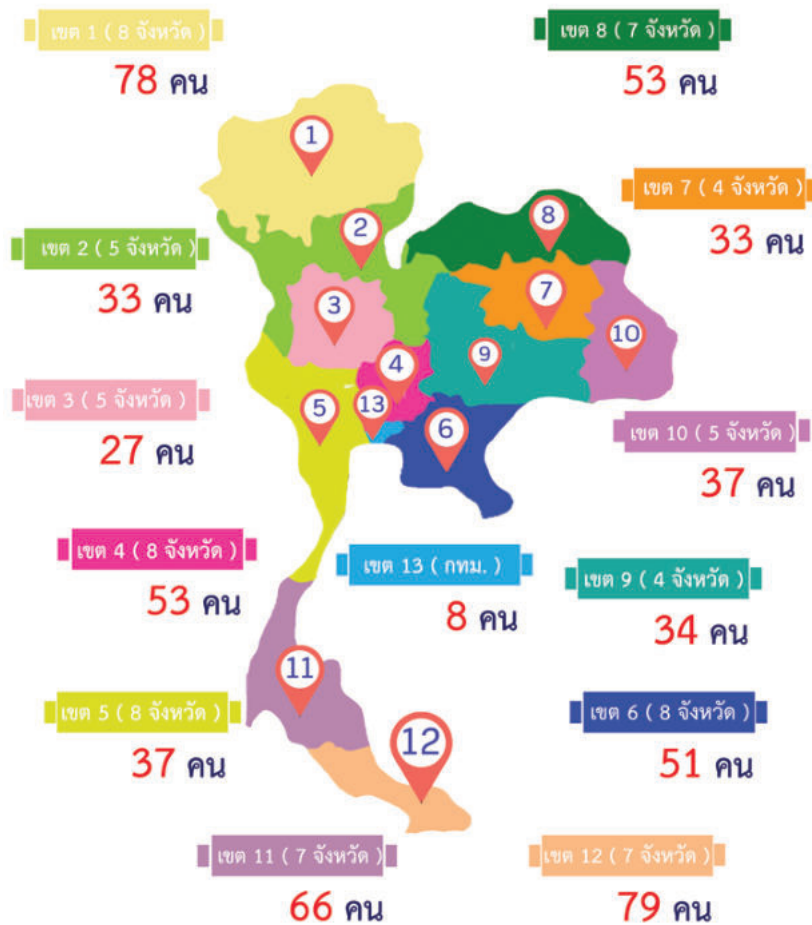 เขต 1 ( 8 จังหวัด )
78 คน
เขต 8 ( 7 จังหวัด )
53 คน
1
เขต 7 ( 4 จังหวัด )
33 คน
8
2
เขต 2 ( 5 จังหวัด )
33 คน
7
3
10
9
4
เขต 3 ( 5 จังหวัด )
27 คน
5
13
6
เขต 10 ( 5 จังหวัด )
37 คน
เขต 4 ( 8 จังหวัด )
53 คน
เขต 13 ( กทม. )
8 คน
เขต 9 ( 4 จังหวัด )
34 คน
11
เขต 5 ( 8 จังหวัด )
37 คน
12
เขต 6 ( 8 จังหวัด )
51 คน
เขต 11 ( 7 จังหวัด )
66 คน
เขต 12 ( 7 จังหวัด )
79 คน